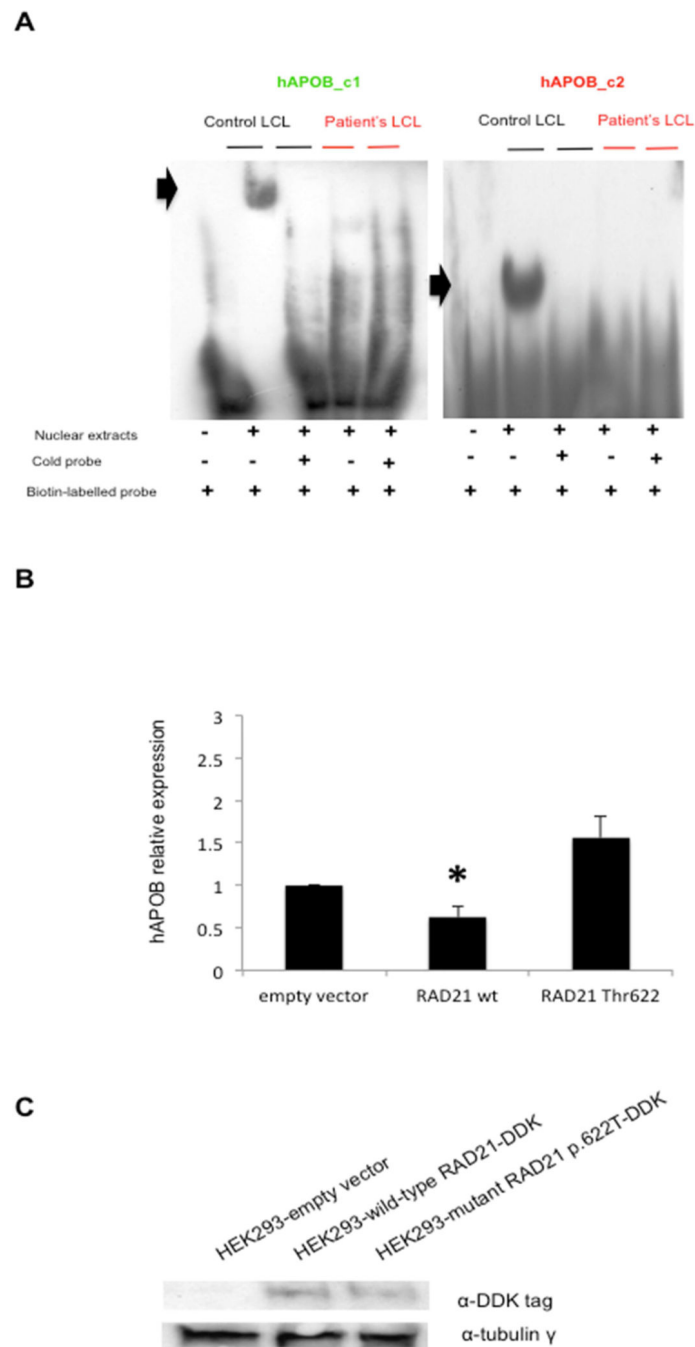 A
hAPOB_c1 hAPOB_c2
Control LCL Patient's LCL Control LCL Patient's LCL
Nuclear extracts - + + + + - + + + +
Cold probe - - + - + - - + - +
Biotin-labelled probe + + + + + + + + + +
B
hAPOB relative expression
3
2.5
2
1.5
1
0.5
0
*
empty vector RAD21 wt RAD21 Thr622
C
HEK293-empty vector
HEK293-wild-type RAD21-DDK
HEK293-mutant RAD21 p.622T-DDK
α-DDK tag
α-tubulin γ